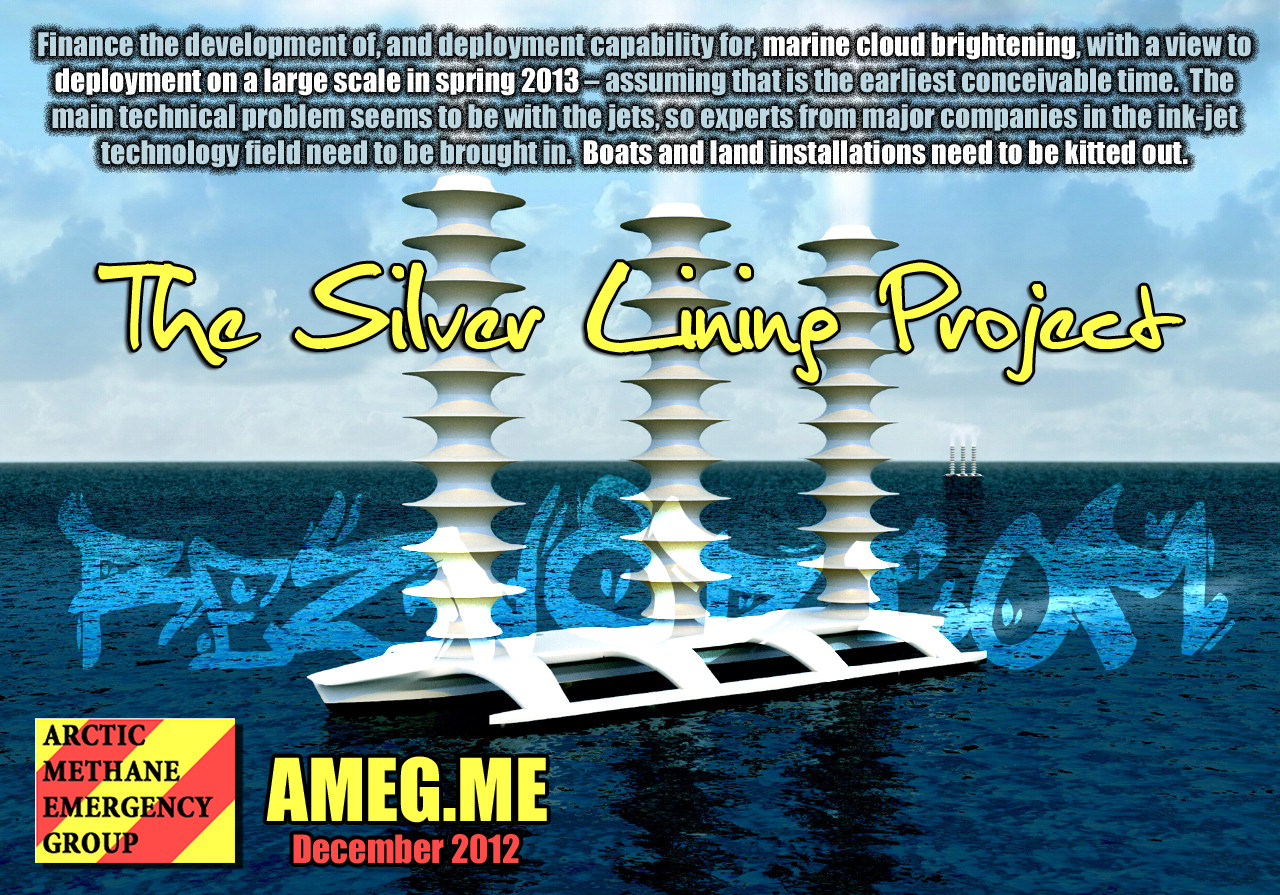 Finance the development of, and deployment capability for, marine cloud brightening, with a view to
deployment on a large scale in spring 2013 – assuming that is the earliest conceivable time. The
main technical problem seems to be with the jets, so experts from major companies in the ink-jet
technology field need to be brought in. Boats and land installations need to be kitted out.
The Silver Lining Project
ARCTIC
METHANE
EMERGENCY
GROUP
AMEG.ME
December 2012